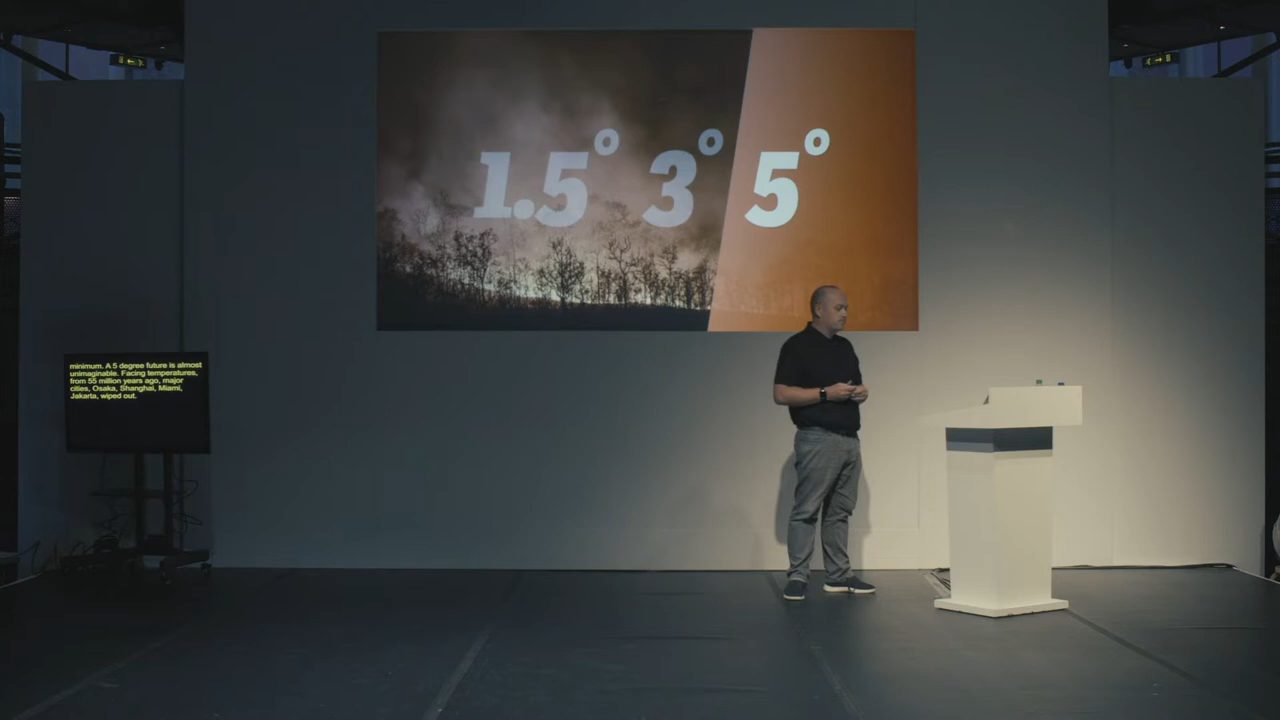 1.5° 3° 5°
minimum. A 5 degree future is almost
unimaginable. Facing temperatures,
from 55 million years ago, major
cities, Osaka, Shanghai, Miami,
Jakarta, wiped out.